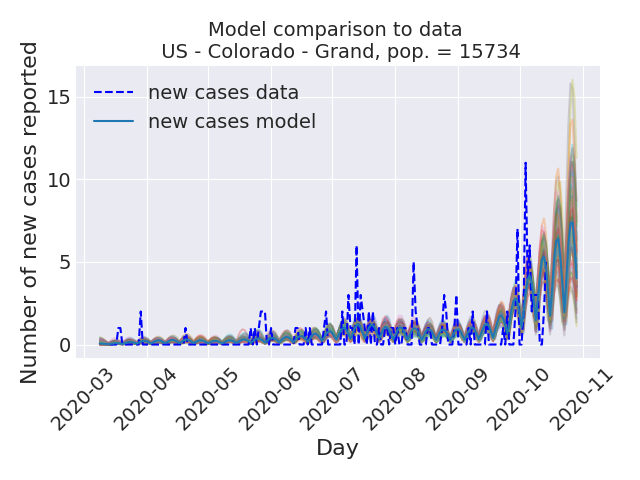 Model comparison to data
US - Colorado - Grand, pop. = 15734
new cases data
new cases model
Number of new cases reported
15
10
5
0
2020-03
2020-04
2020-05
2020-06
2020-07
2020-08
2020-09
2020-10
2020-11
Day